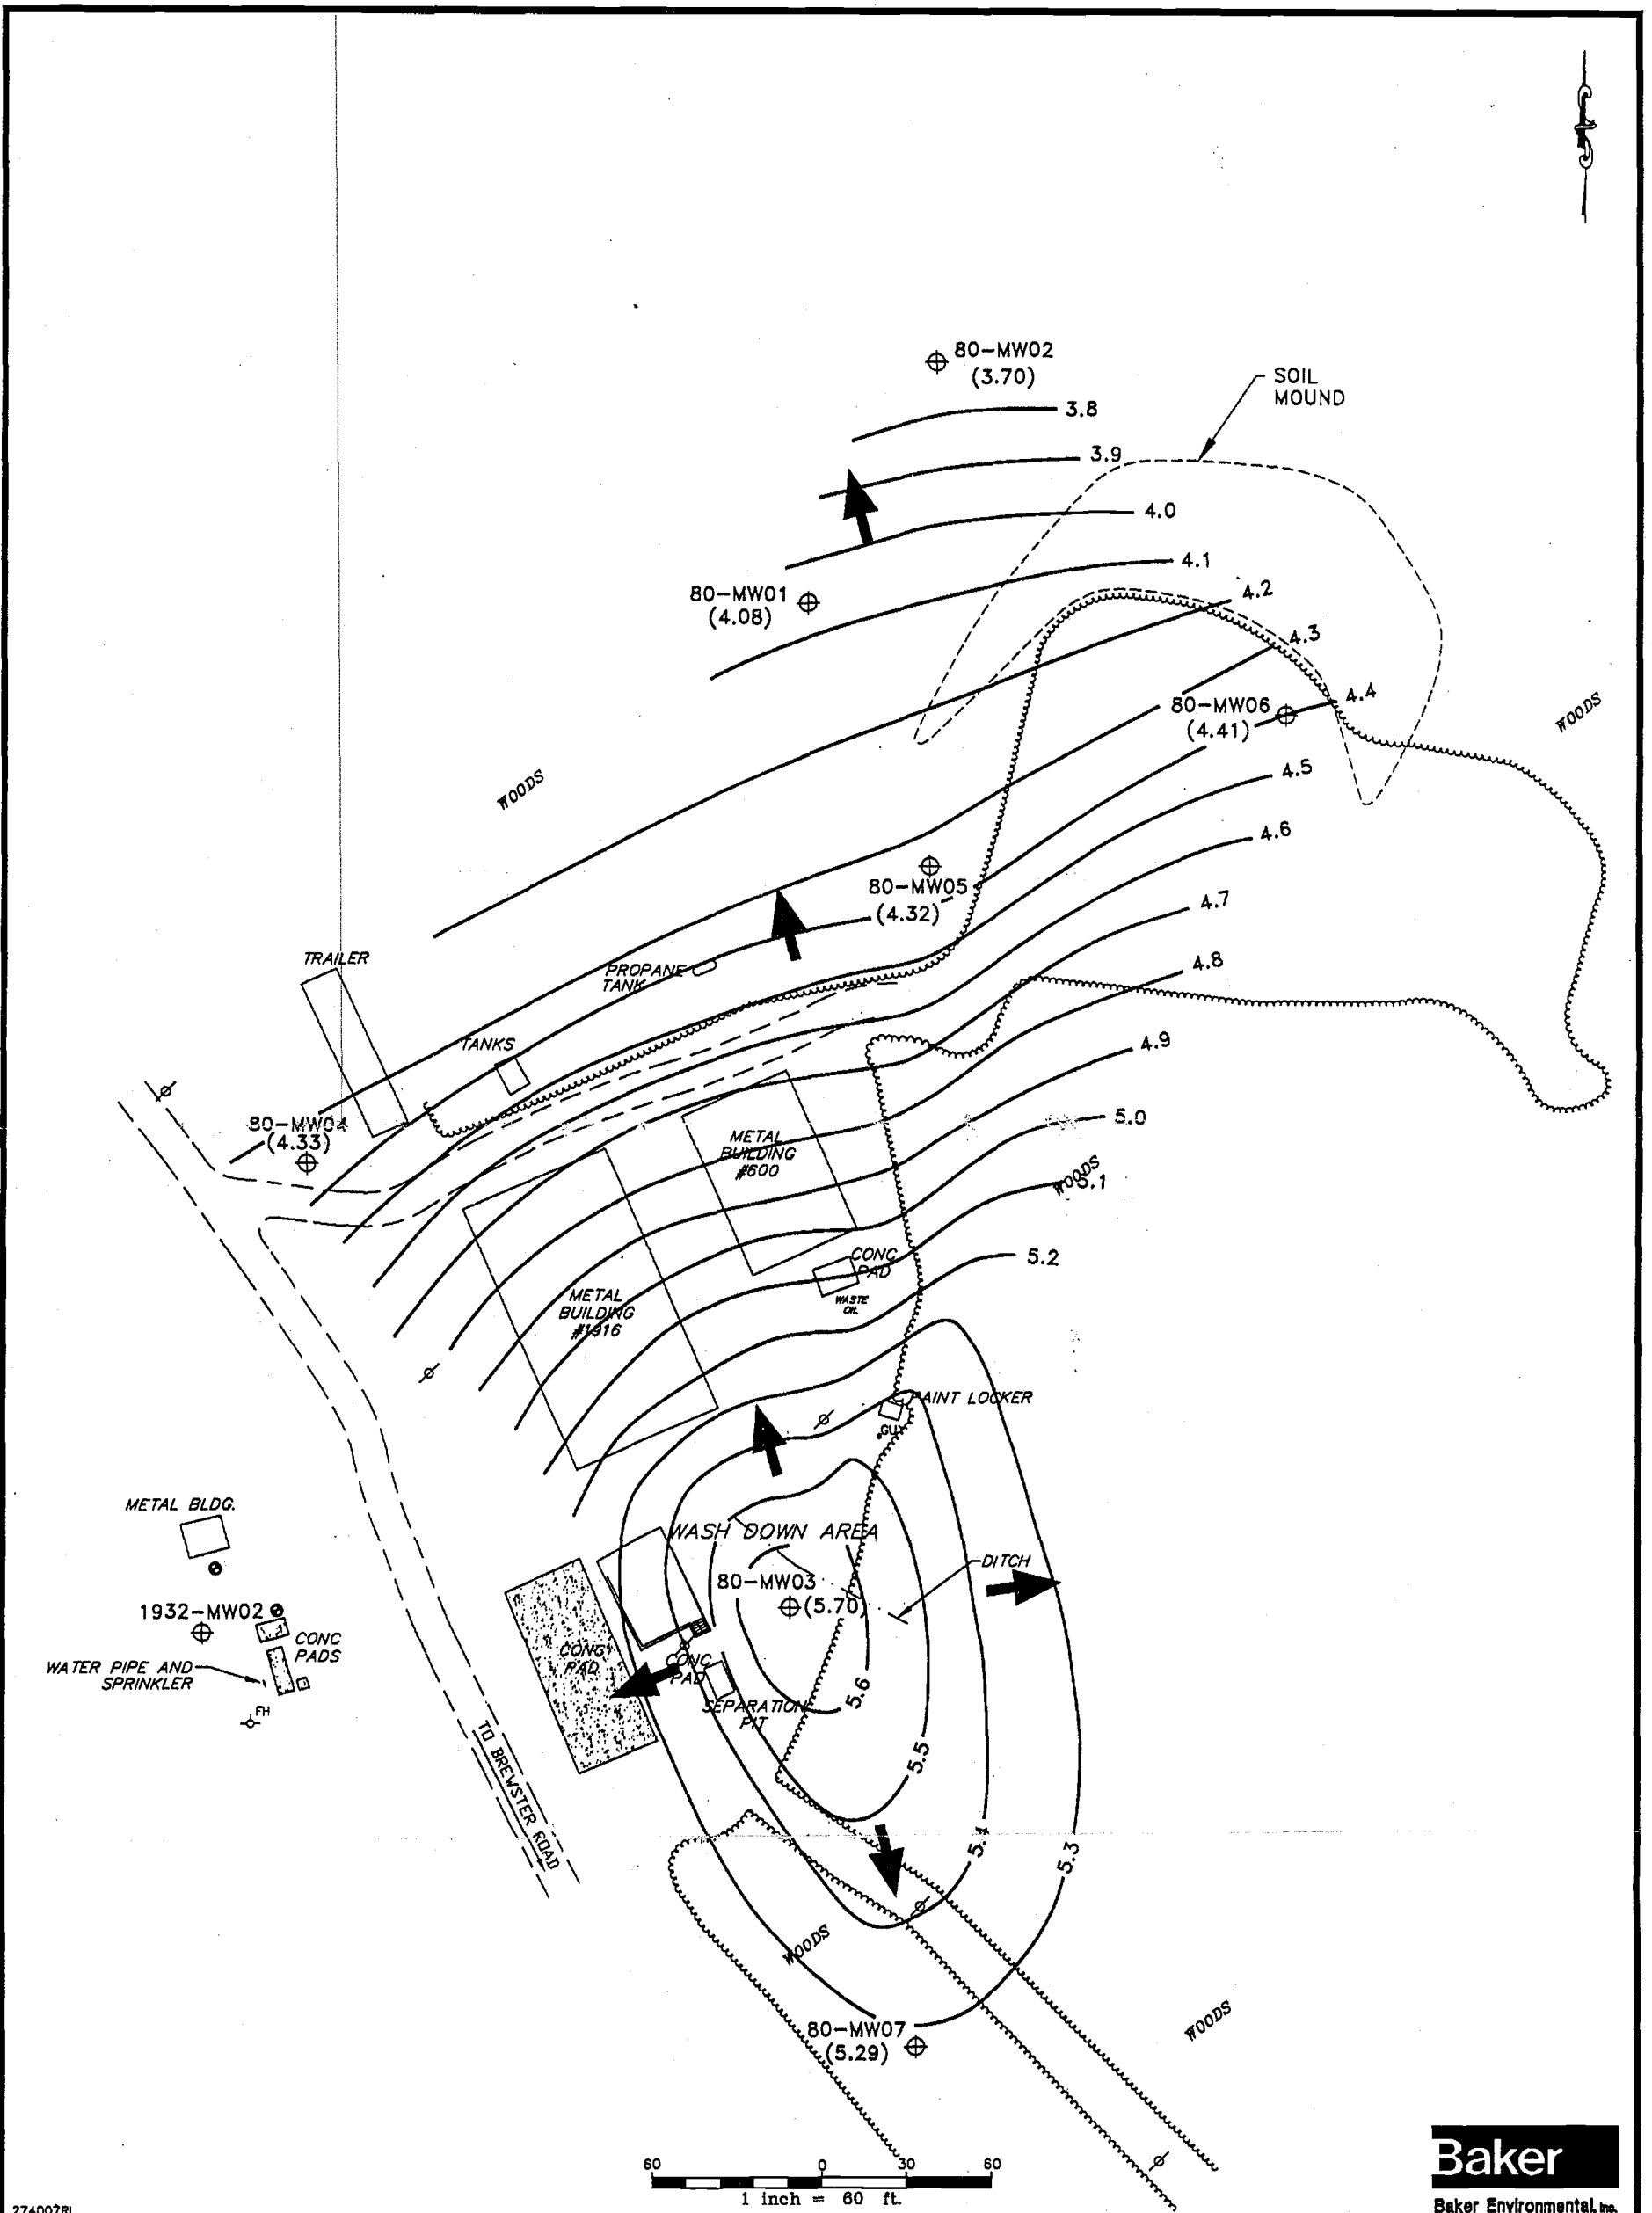 80-MW02
(3.70)
SOIL
MOUND
3.8
3.9
4.0
4.1
80-MW01
(4.08)
4.2
4.3
4.4
80-MW06
(4.41)
WOODS
WOODS
4.5
4.6
80-MW05
(4.32)
4.7
4.8
TRAILER
PROPANE
TANK
TANKS
4.9
5.0
80-MW04
(4.33)
METAL
BUILDING
#600
WOODS
5.1
5.2
CONC
PAD
WASTE
OIL
METAL
BUILDING
#1916
PAINT LOCKER
GUY
METAL BLDG.
WASH DOWN AREA
DITCH
80-MW03
(5.70)
1932-MW02
CONC
PADS
WATER PIPE AND
SPRINKLER
FH
CONC
PAD
CONC
PAD
SEPARATION
PIT
5.6
5.5
5.4
5.3
TO BREWSTER ROAD
WOODS
WOODS
80-MW07
(5.29)
60 0 30 60
1 inch = 60 ft.
Baker
Baker Environmental, Inc.